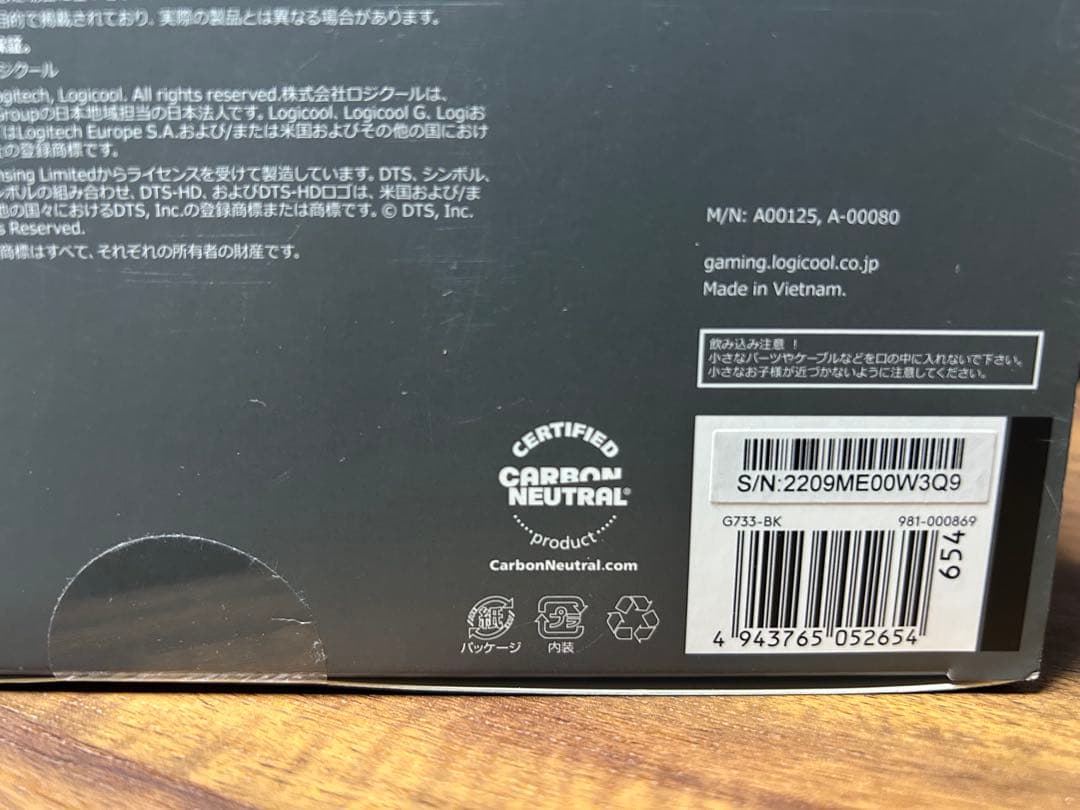 目的で掲載されており、実際の製品とは異なる場合があります。
保証。
ジクール
ogitech, Logicool. All rights reserved.株式会社ロジクールは、
Groupの日本地域担当の日本法人です。Logicool, Logicool G, Logiお
はLogitech Europe S.A.および/または米国およびその他の国におけ
社の登録商標です。
nsing Limitedからライセンスを受けて製造しています。DTS、シンボル、
ンボルの組み合わせ、DTS-HD、およびDTS-HDロゴは、米国および/ま
他の国々におけるDTS, Inc.の登録商標または商標です。© DTS, Inc.
s Reserved.
商標はすべて、それぞれの所有者の財産です。
M/N: A00125, A-00080
gaming.logicool.co.jp
Made in Vietnam.
飲み込み注意！
小さなパーツやケーブルなどを口の中に入れないで下さい。
小さなお子様が近づかないように注意してください。
CERTIFIED
CARBON
NEUTRAL®
product
CarbonNeutral.com
紙
パッケージ
プラ
内装
S/N:2209ME00W3Q9
G733-BK 981-000869
654
4 943765 052654